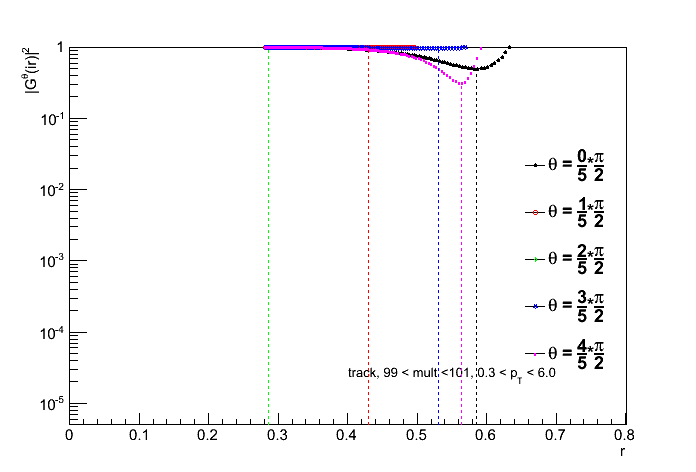 |G^θ(ir)|²
1
10⁻¹
10⁻²
10⁻³
10⁻⁴
10⁻⁵
θ = 0/5*π/2
θ = 1/5*π/2
θ = 2/5*π/2
θ = 3/5*π/2
θ = 4/5*π/2
track, 99 < mult <101, 0.3 < p_T < 6.0
0 0.1 0.2 0.3 0.4 0.5 0.6 0.7 0.8
r